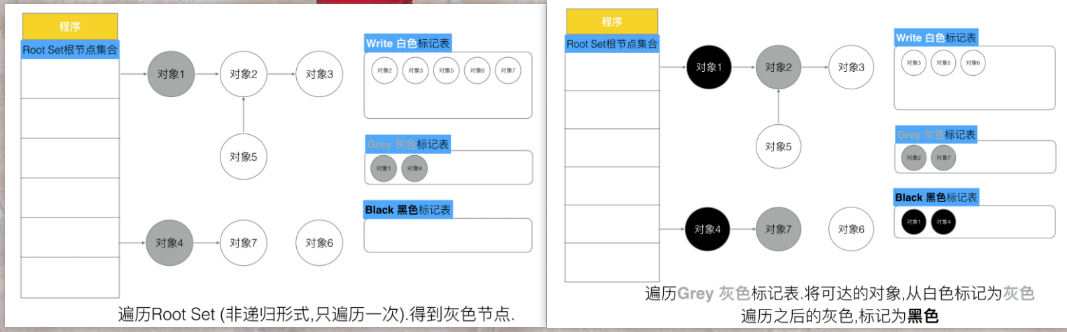 程序
Root Set根节点集合
对象1
对象2
对象3
对象5
对象4
对象7
对象6
Write 白色标记表
对象2 对象3 对象5 对象6 对象7
Grey 灰色标记表
对象1 对象4
Black 黑色标记表
遍历Root Set (非递归形式,只遍历一次).得到灰色节点.
程序
Root Set根节点集合
对象1
对象2
对象3
对象5
对象4
对象7
对象6
Write 白色标记表
对象3 对象5 对象6
Grey 灰色标记表
对象2 对象7
Black 黑色标记表
对象1 对象4
遍历Grey 灰色标记表.将可达的对象,从白色标记为灰色
遍历之后的灰色,标记为黑色